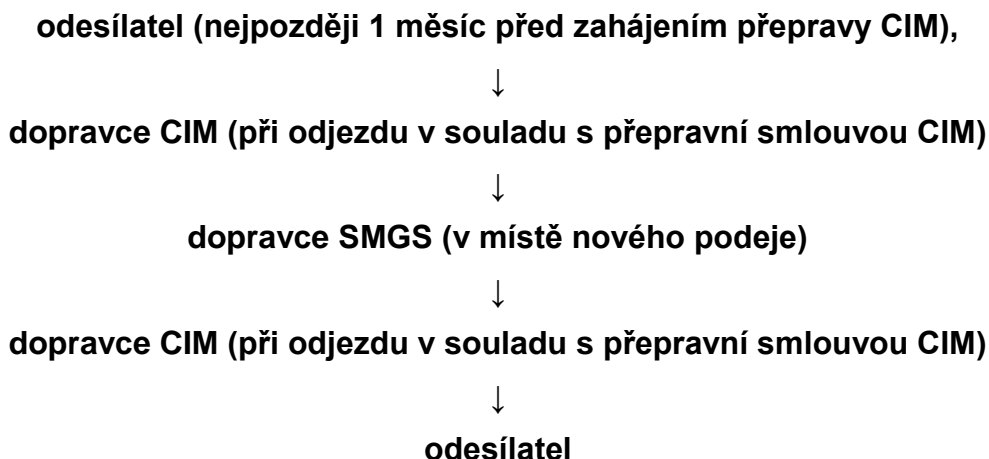 odesílatel (nejpozději 1 měsíc před zahájením přepravy CIM),
↓
dopravce CIM (při odjezdu v souladu s přepravní smlouvou CIM)
↓
dopravce SMGS (v místě nového podeje)
↓
dopravce CIM (při odjezdu v souladu s přepravní smlouvou CIM)
↓
odesílatel